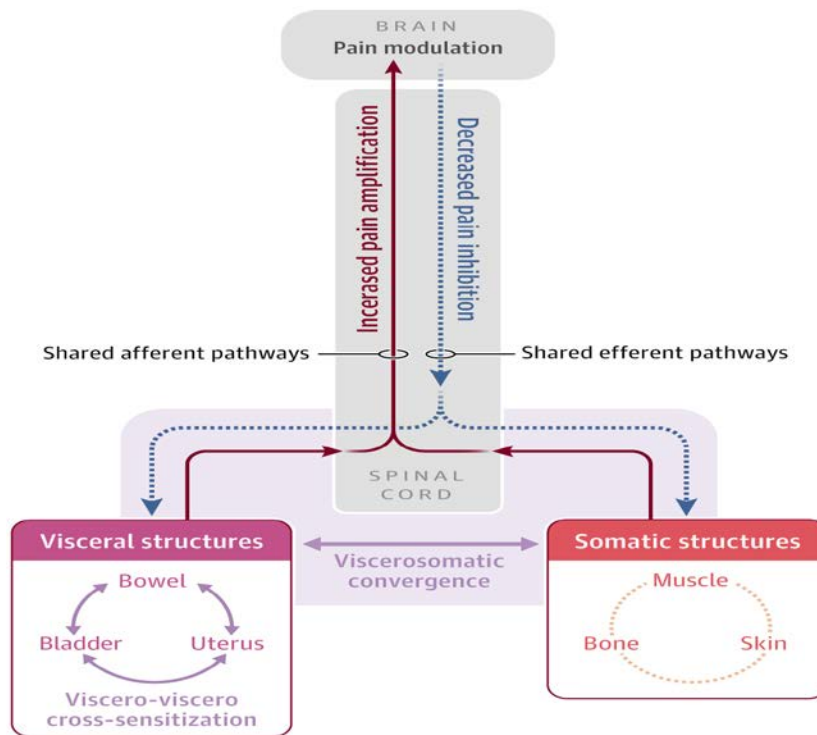 BRAIN
Pain modulation
Incerased pain amplification
Decreased pain inhibition
Shared afferent pathways
Shared efferent pathways
SPINAL
CORD
Visceral structures
Bowel
Bladder
Uterus
Viscero-viscero
cross-sensitization
Viscerosomatic
convergence
Somatic structures
Muscle
Bone
Skin